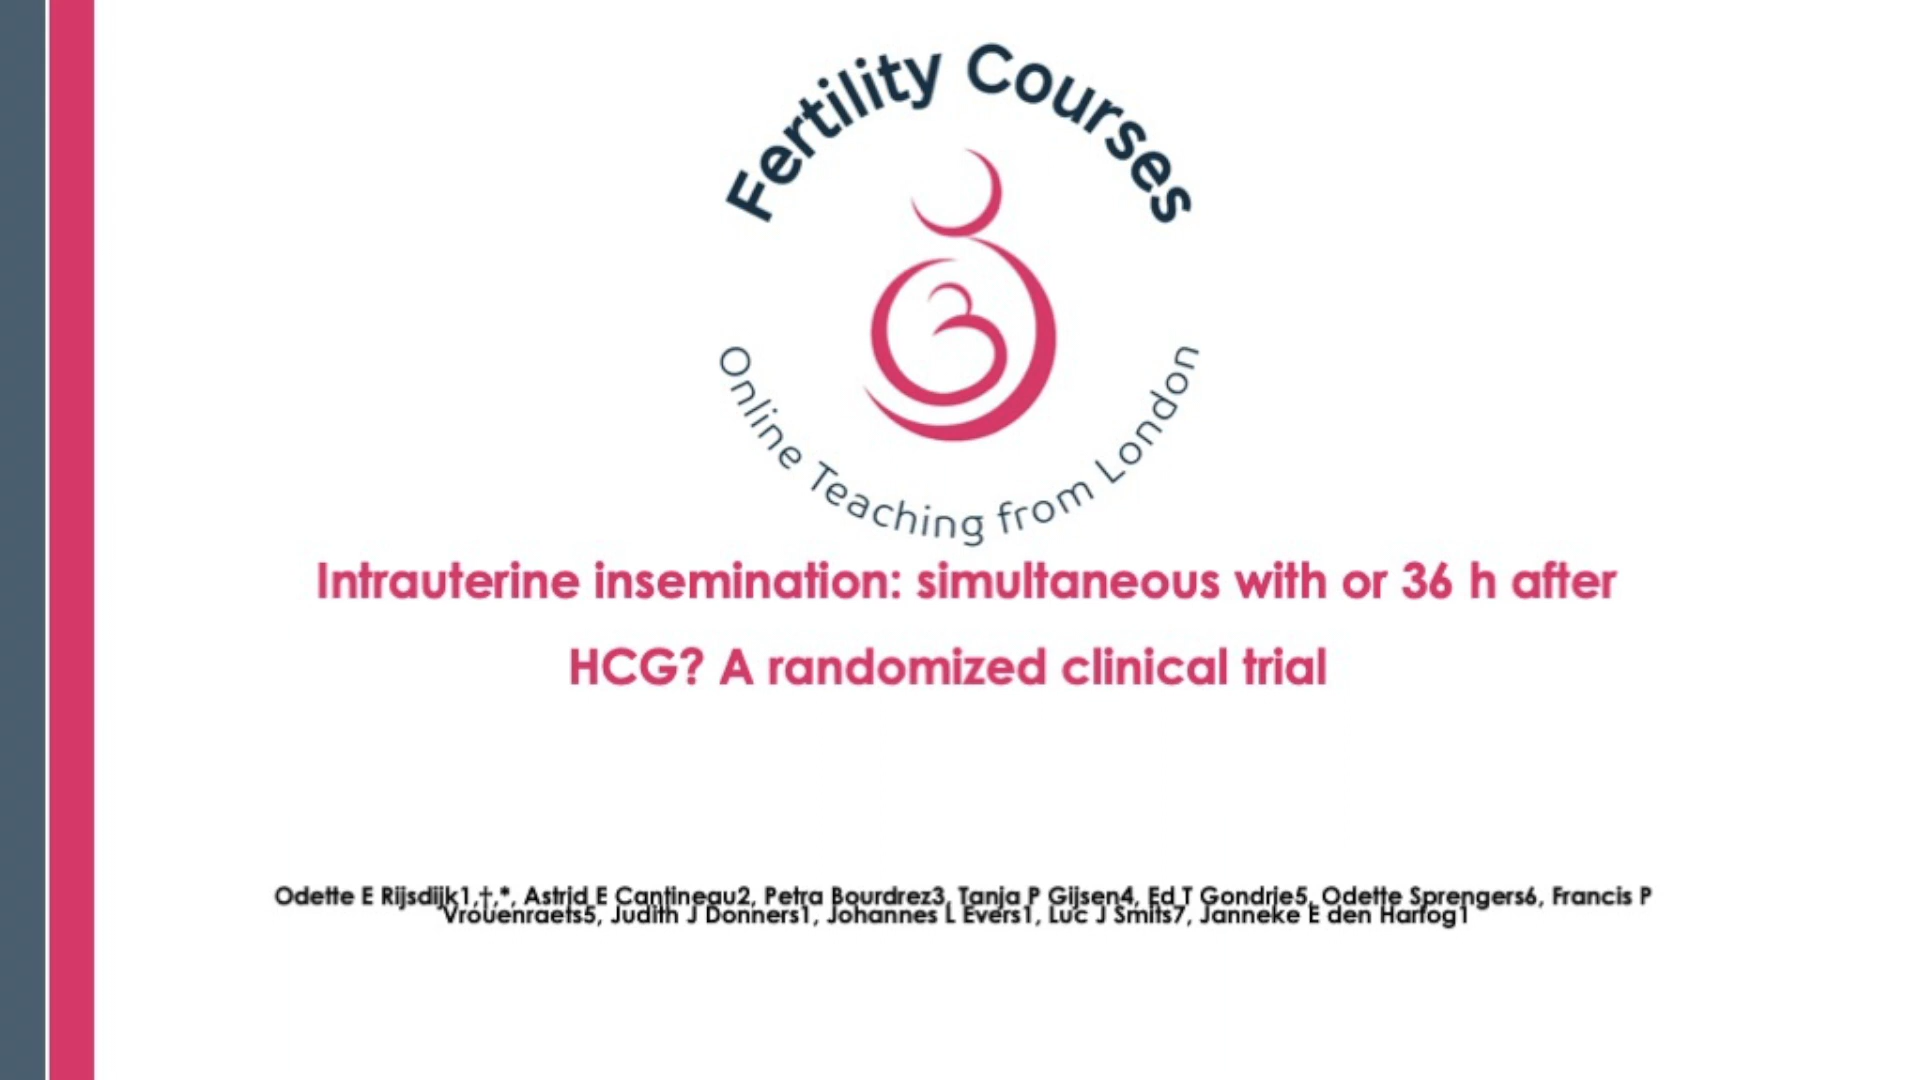 Fertility Courses
Online Teaching from London
Intrauterine insemination: simultaneous with or 36 h after
HCG? A randomized clinical trial
Odette E Rijsdijk1,†,*, Astrid E Cantineau2, Petra Bourdrez3, Tanja P Gijsen4, Ed T Gondrie5, Odette Sprengers6, Francis P
Vrouenraets5, Judith J Donners1, Johannes L Evers1, Luc J Smits7, Janneke E den Hartog1